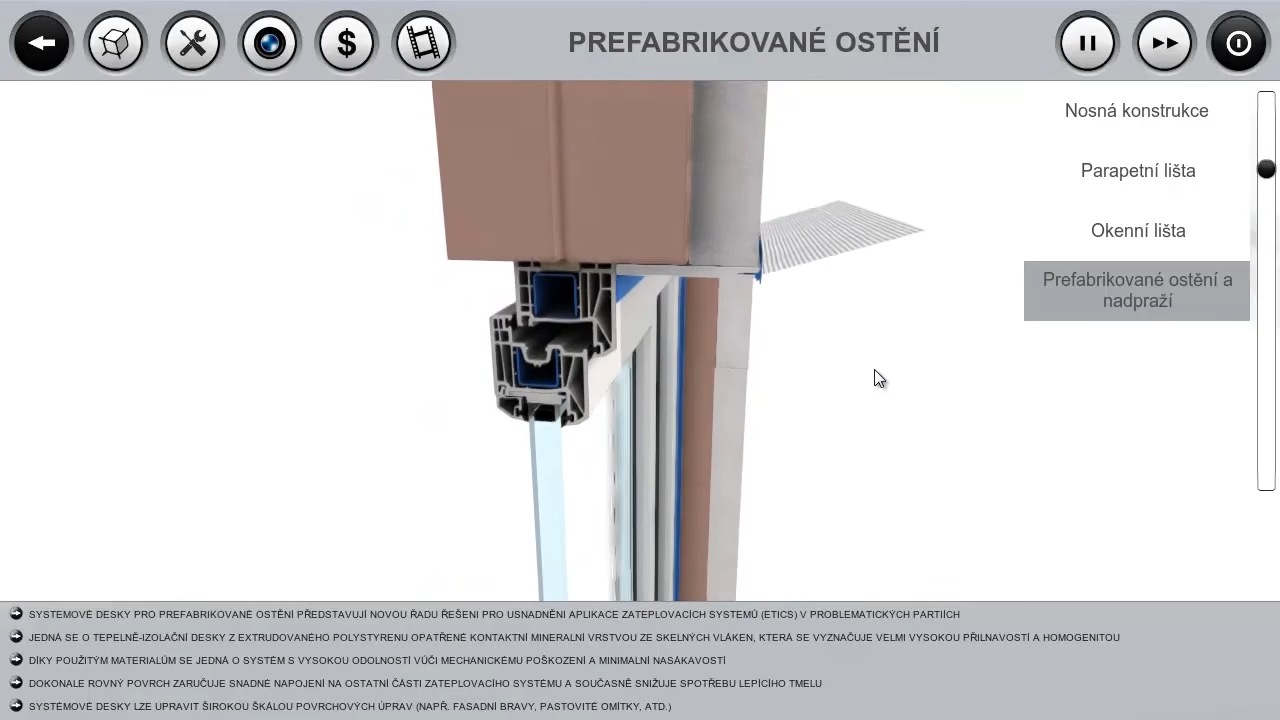 $
PREFABRIKOVANÉ OSTĚNÍ
Nosná konstrukce
Parapetní lišta
Okenní lišta
Prefabrikované ostění a
nadpraží
SYSTÉMOVÉ DESKY PRO PREFABRIKOVANÉ OSTĚNÍ PŘEDSTAVUJÍ NOVOU ŘADU ŘEŠENÍ PRO USNADNĚNÍ APLIKACE ZATEPLOVACÍCH SYSTÉMŮ (ETICS) V PROBLEMATICKÝCH PARTIÍCH
JEDNÁ SE O TEPELNĚ-IZOLAČNÍ DESKY Z EXTRUDOVANÉHO POLYSTYRENU OPATŘENÉ KONTAKTNÍ MINERÁLNÍ VRSTVOU ZE SKELNÝCH VLÁKEN, KTERÁ SE VYZNAČUJE VELMI VYSOKOU PŘILNAVOSTÍ A HOMOGENITOU
DÍKY POUŽITÝM MATERIÁLŮM SE JEDNÁ O SYSTÉM S VYSOKOU ODOLNOSTÍ VŮČI MECHANICKÉMU POŠKOZENÍ A MINIMÁLNÍ NASÁKAVOSTÍ
DOKONALE ROVNÝ POVRCH ZARUČUJE SNADNÉ NAPOJENÍ NA OSTATNÍ ČÁSTI ZATEPLOVACÍHO SYSTÉMU A SOUČASNĚ SNIŽUJE SPOTŘEBU LEPÍCÍHO TMELU
SYSTÉMOVÉ DESKY LZE UPRAVIT ŠIROKOU ŠKÁLOU POVRCHOVÝCH ÚPRAV (NAPŘ. FASÁDNÍ BRAVY, PASTOVITÉ OMÍTKY, ATD.)